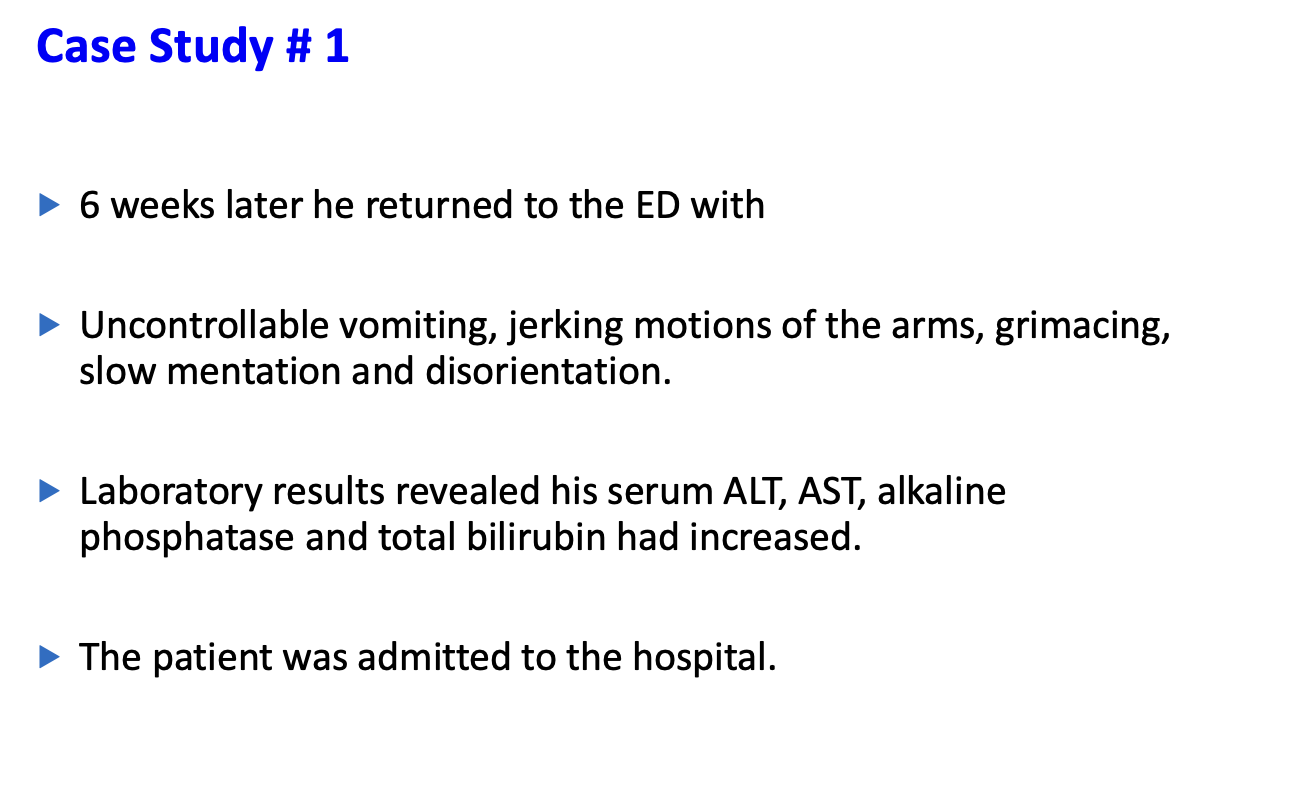 Case Study # 1
6 weeks later he returned to the ED with
Uncontrollable vomiting, jerking motions of the arms, grimacing,
slow mentation and disorientation.
Laboratory results revealed his serum ALT, AST, alkaline
phosphatase and total bilirubin had increased.
The patient was admitted to the hospital.